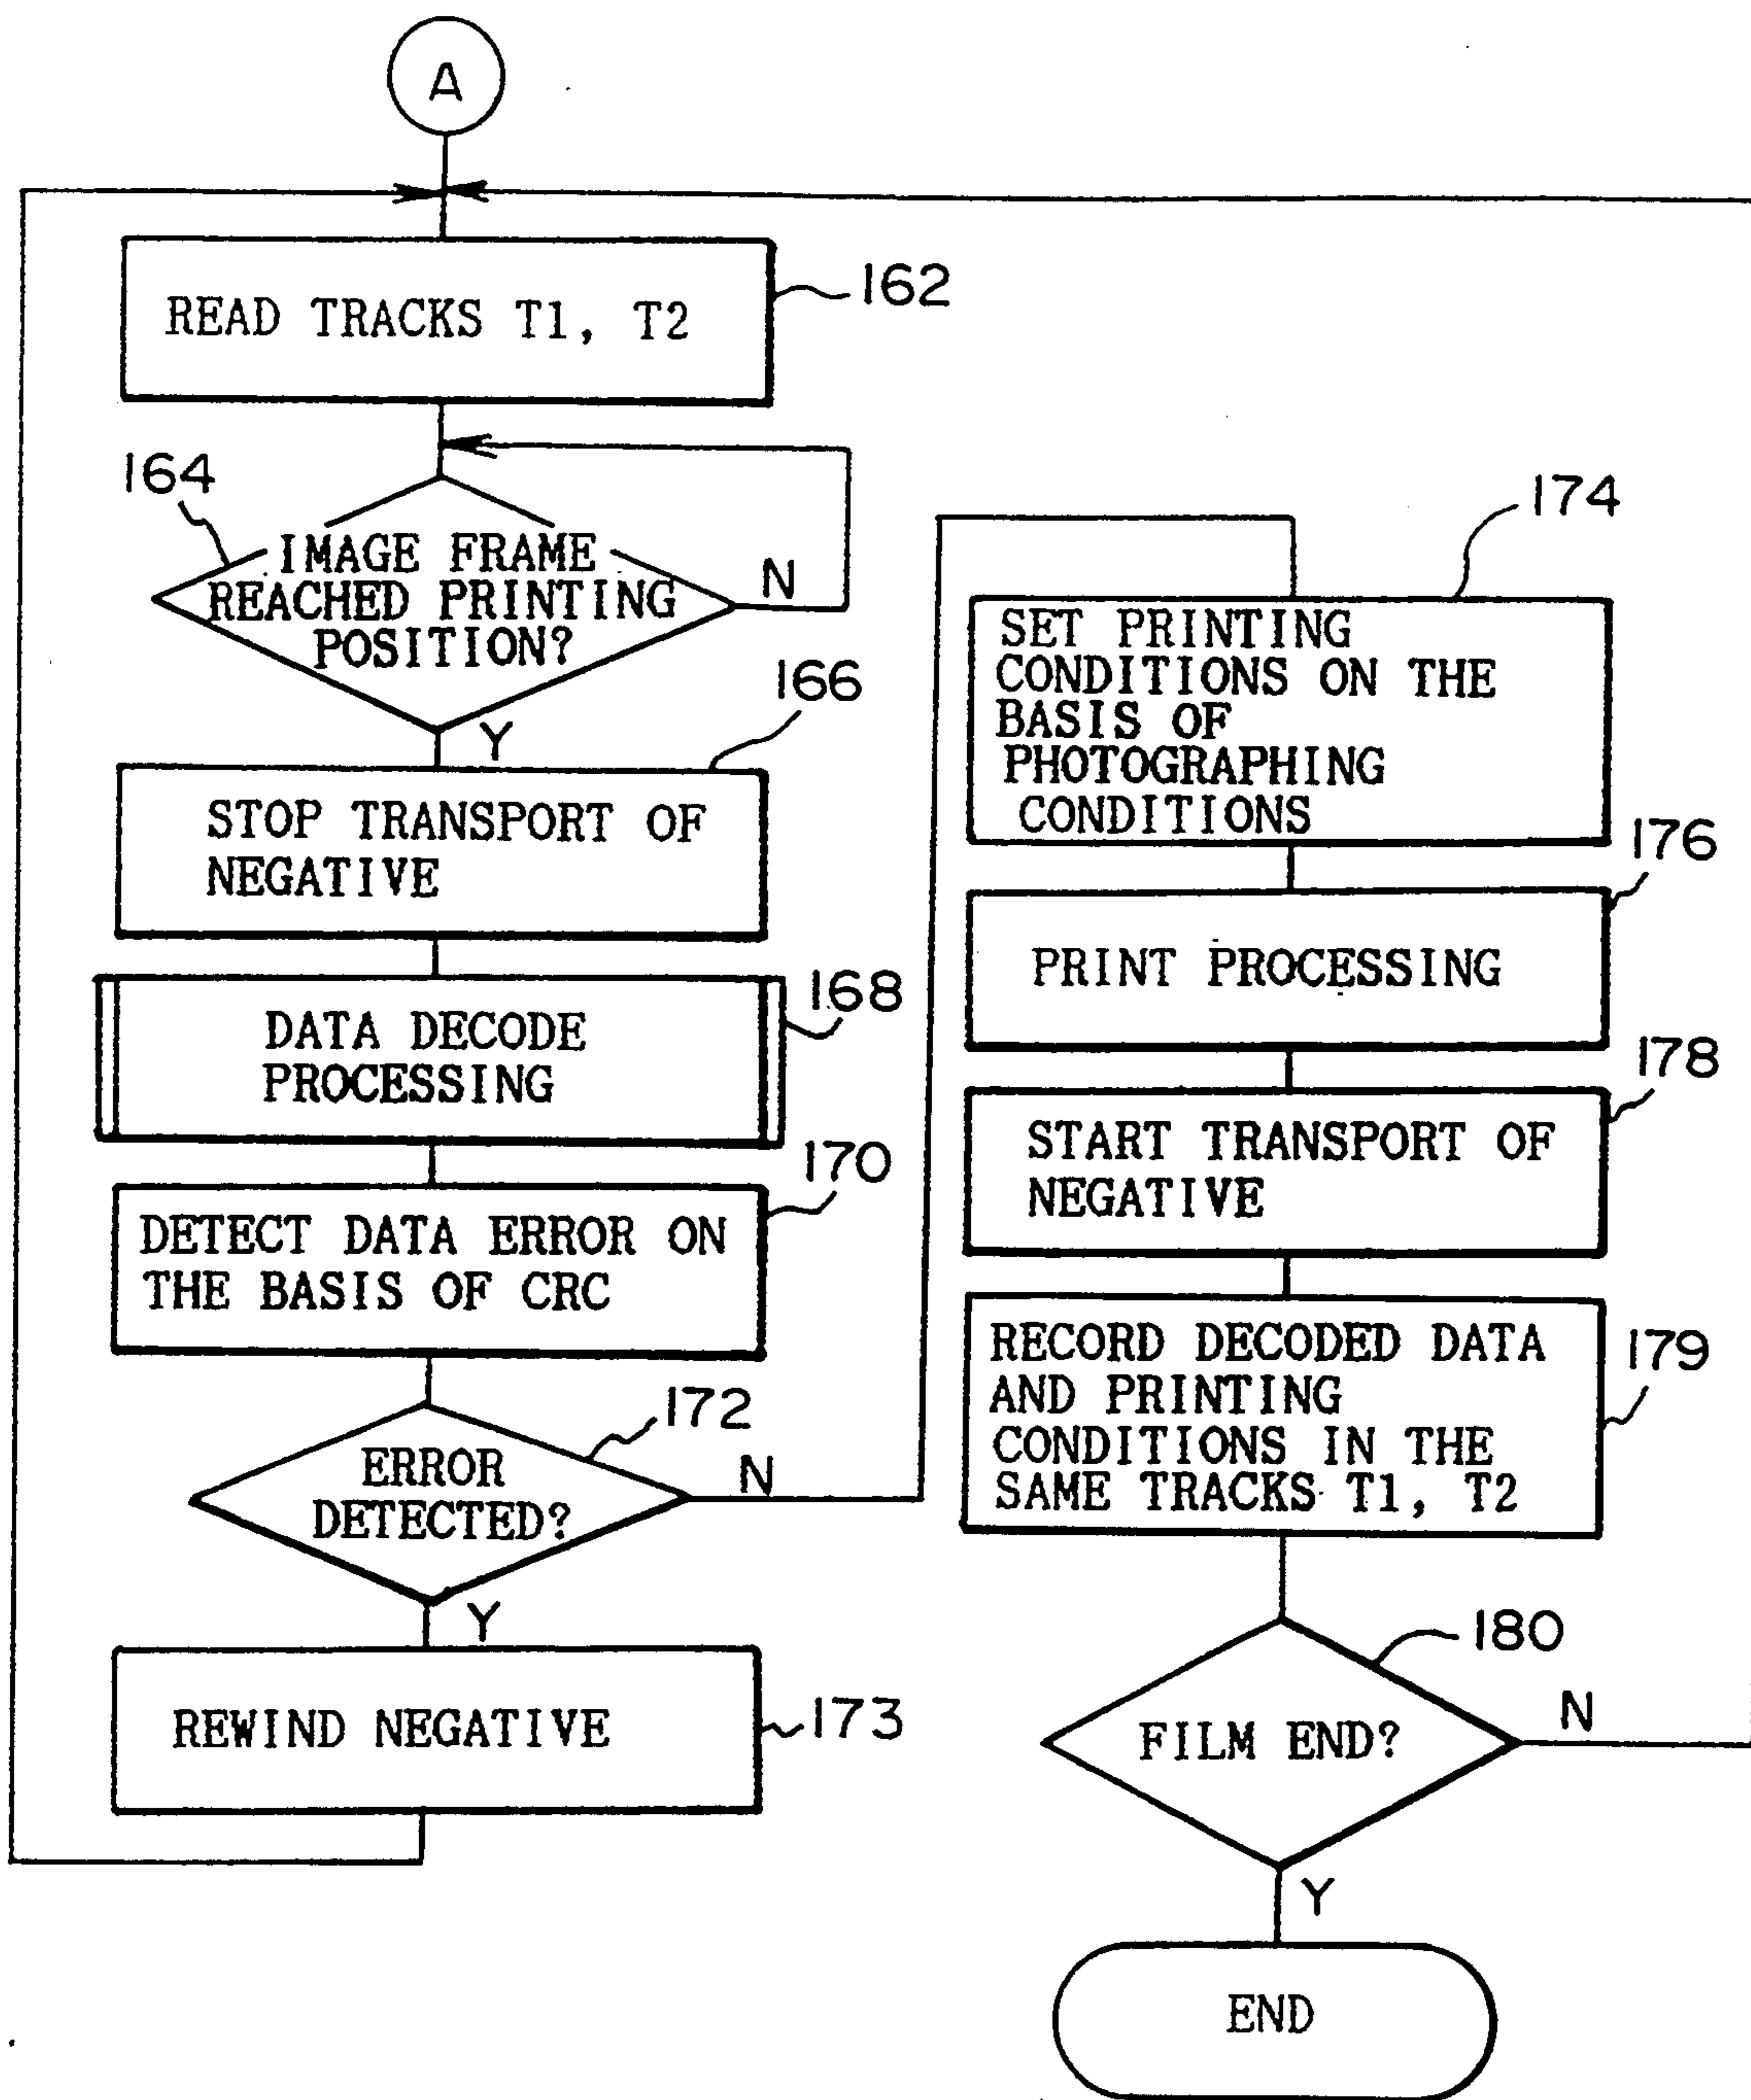 A
READ TRACKS T1, T2
162
164
IMAGE FRAME
REACHED PRINTING
POSITION?
N
Y
166
STOP TRANSPORT OF
NEGATIVE
168
DATA DECODE
PROCESSING
170
DETECT DATA ERROR ON
THE BASIS OF CRC
172
ERROR
DETECTED?
N
Y
REWIND NEGATIVE
173
174
SET PRINTING
CONDITIONS ON THE
BASIS OF
PHOTOGRAPHING
CONDITIONS
176
PRINT PROCESSING
178
START TRANSPORT OF
NEGATIVE
RECORD DECODED DATA
AND PRINTING
CONDITIONS IN THE
SAME TRACKS T1, T2
179
180
FILM END?
N
Y
END